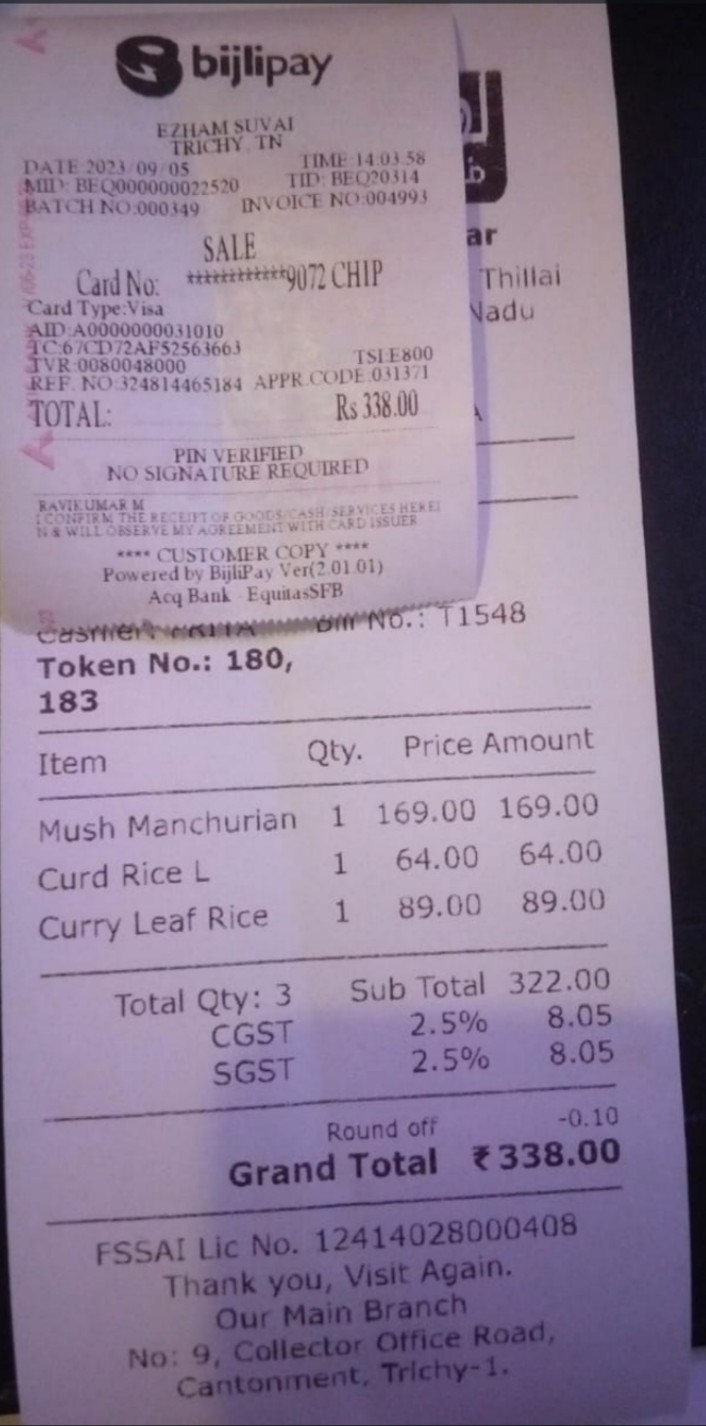 bijlipay
EZHAM SUVAI
TRICHY, TN
DATE:2023/09/05 TIME:14:03:58
MID: BEQ000000022520 TID: BEQ20314
BATCH NO:000349 INVOICE NO:004993
SALE
Card No: ************9072 CHIP
Card Type:Visa
AID:A0000000031010
TC:67CD72AF52563663
TVR:0080048000 TSI:E800
REF. NO:324814465184 APPR.CODE:031371
TOTAL: Rs 338.00
PIN VERIFIED
NO SIGNATURE REQUIRED
RAVIKUMAR M
I CONFIRM THE RECEIPT OF GOODS/CASH/SERVICES HEREI
N & WILL OBSERVE MY AGREEMENT WITH CARD ISSUER
**** CUSTOMER COPY ****
Powered by BijliPay Ver(2.01.01)
Acq Bank - EquitasSFB
ar
Thillai
Nadu
Cashier: Bill No.: T1548
Token No.: 180,
183
Item Qty. Price Amount
Mush Manchurian 1 169.00 169.00
Curd Rice L 1 64.00 64.00
Curry Leaf Rice 1 89.00 89.00
Total Qty: 3 Sub Total 322.00
CGST 2.5% 8.05
SGST 2.5% 8.05
Round off -0.10
Grand Total ₹338.00
FSSAI Lic No. 12414028000408
Thank you, Visit Again.
Our Main Branch
No: 9, Collector Office Road,
Cantonment, Trichy-1.